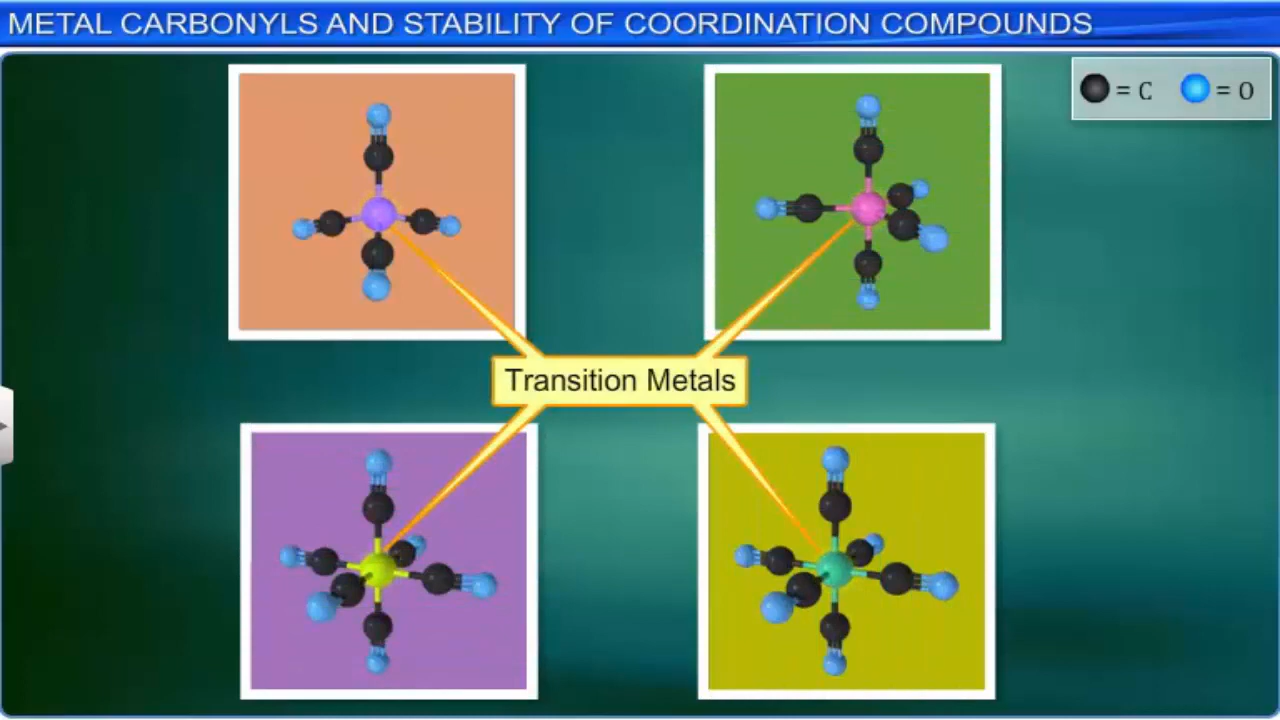 METAL CARBONYLS AND STABILITY OF COORDINATION COMPOUNDS
= C = O
Transition Metals